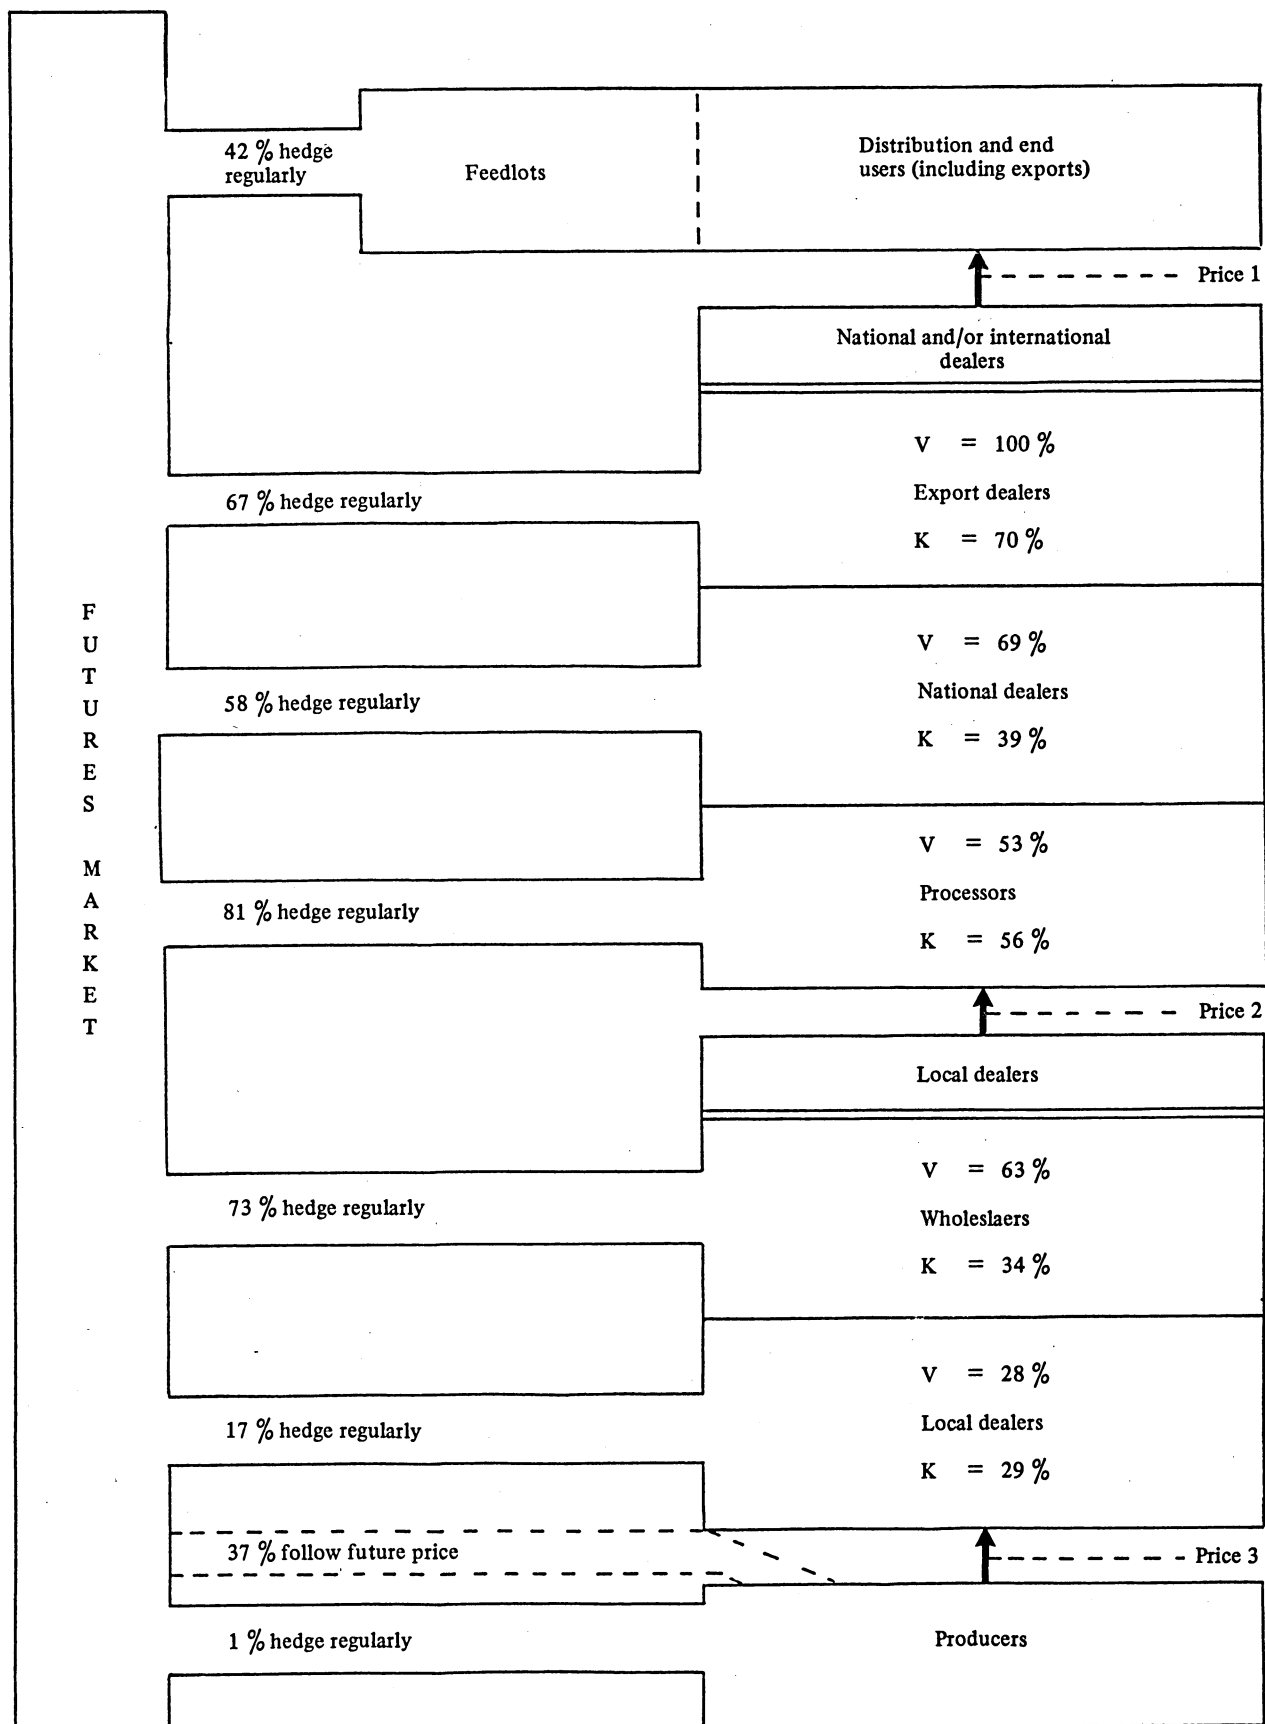 42 % hedge
regularly
Feedlots
Distribution and end
users (including exports)
Price 1
National and/or international
dealers
V = 100 %
Export dealers
K = 70 %
67 % hedge regularly
V = 69 %
National dealers
K = 39 %
58 % hedge regularly
FUTURES MARKET
V = 53 %
Processors
K = 56 %
81 % hedge regularly
Price 2
Local dealers
V = 63 %
Wholeslaers
K = 34 %
73 % hedge regularly
V = 28 %
Local dealers
K = 29 %
17 % hedge regularly
37 % follow future price
Price 3
1 % hedge regularly
Producers